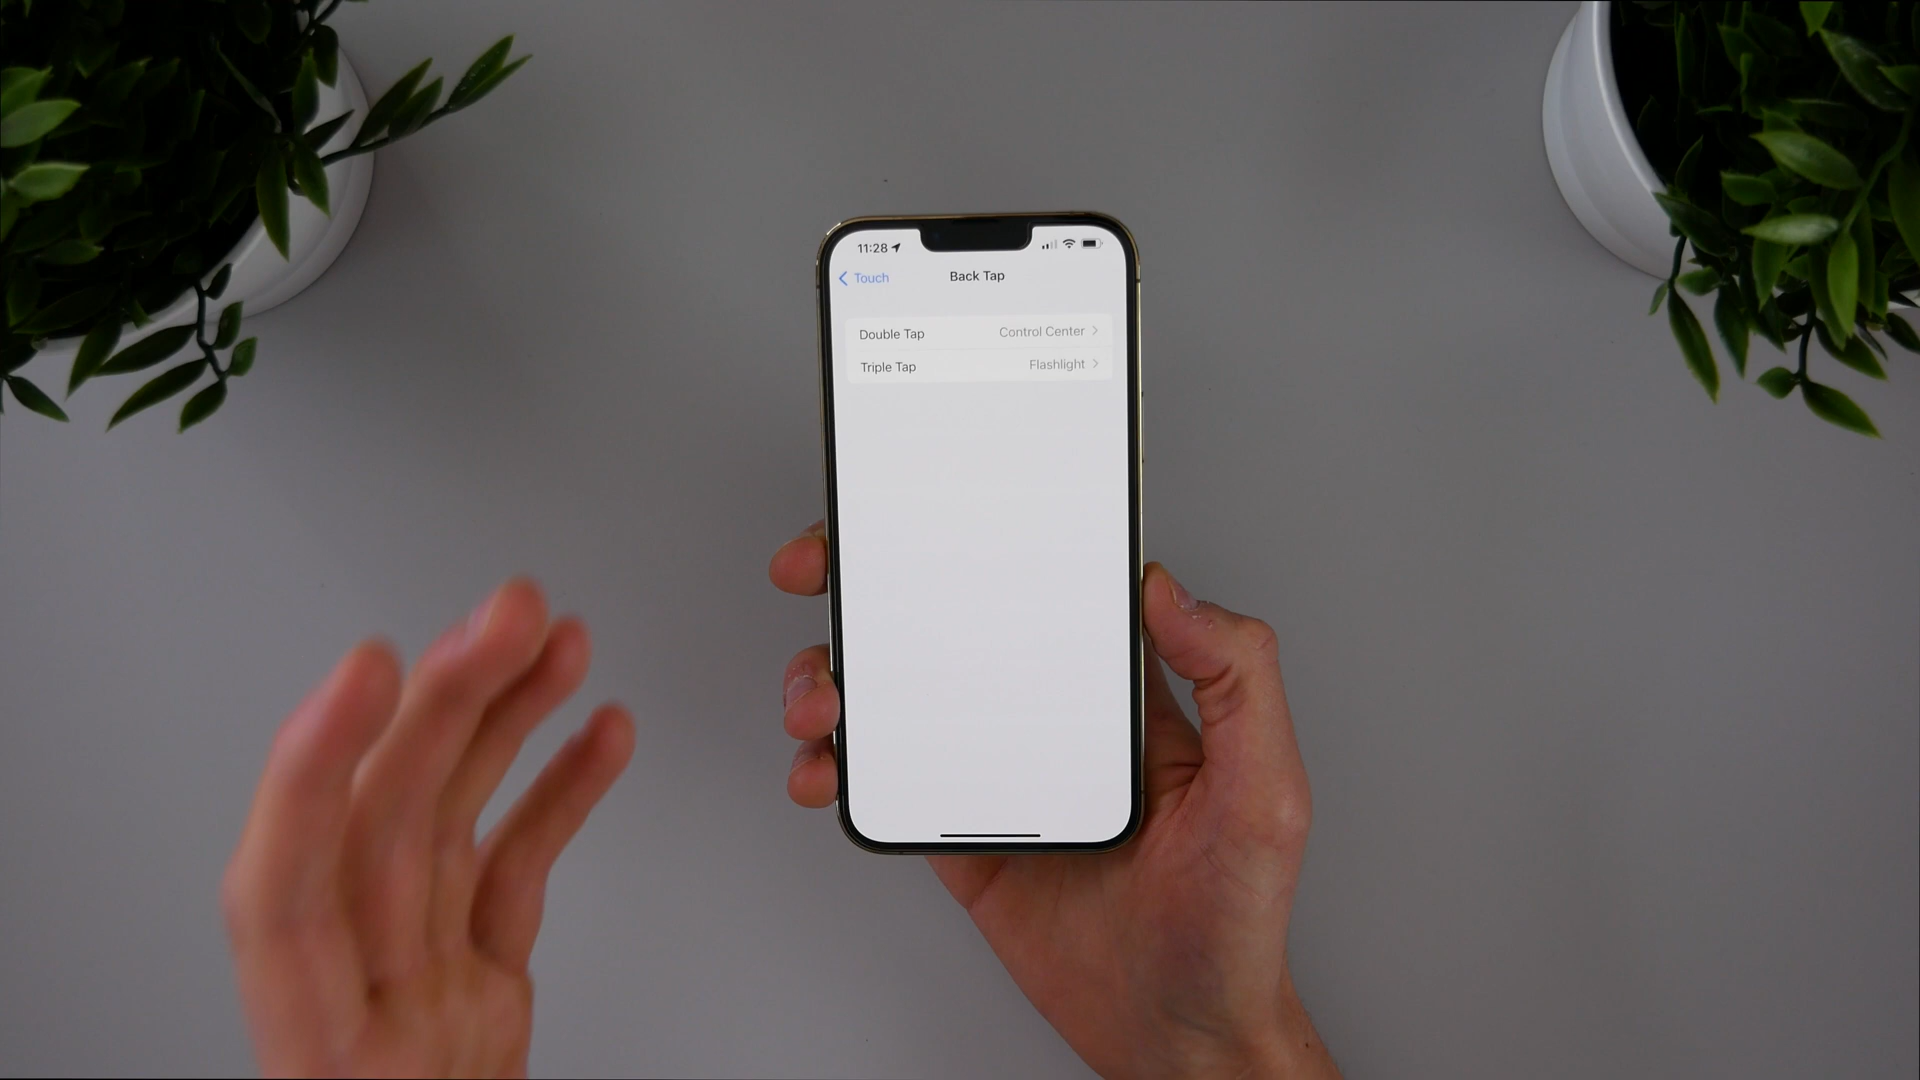 11:28
Touch
Back Tap
Double Tap Control Center
Triple Tap Flashlight